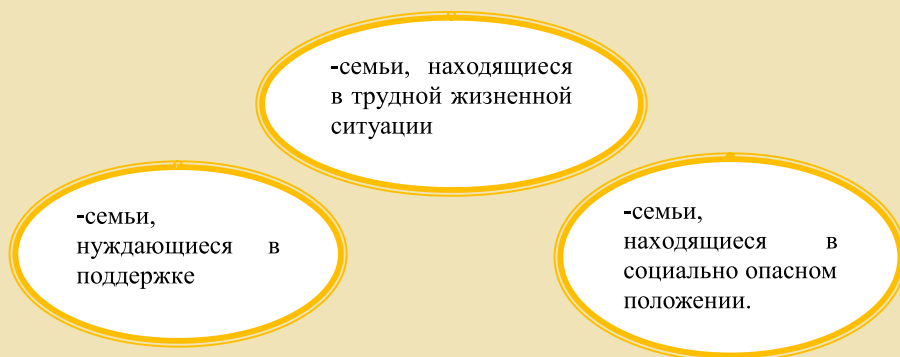 -семьи, находящиеся
в трудной жизненной
ситуации
-семьи,
нуждающиеся в
поддержке
-семьи,
находящиеся в
социально опасном
положении.